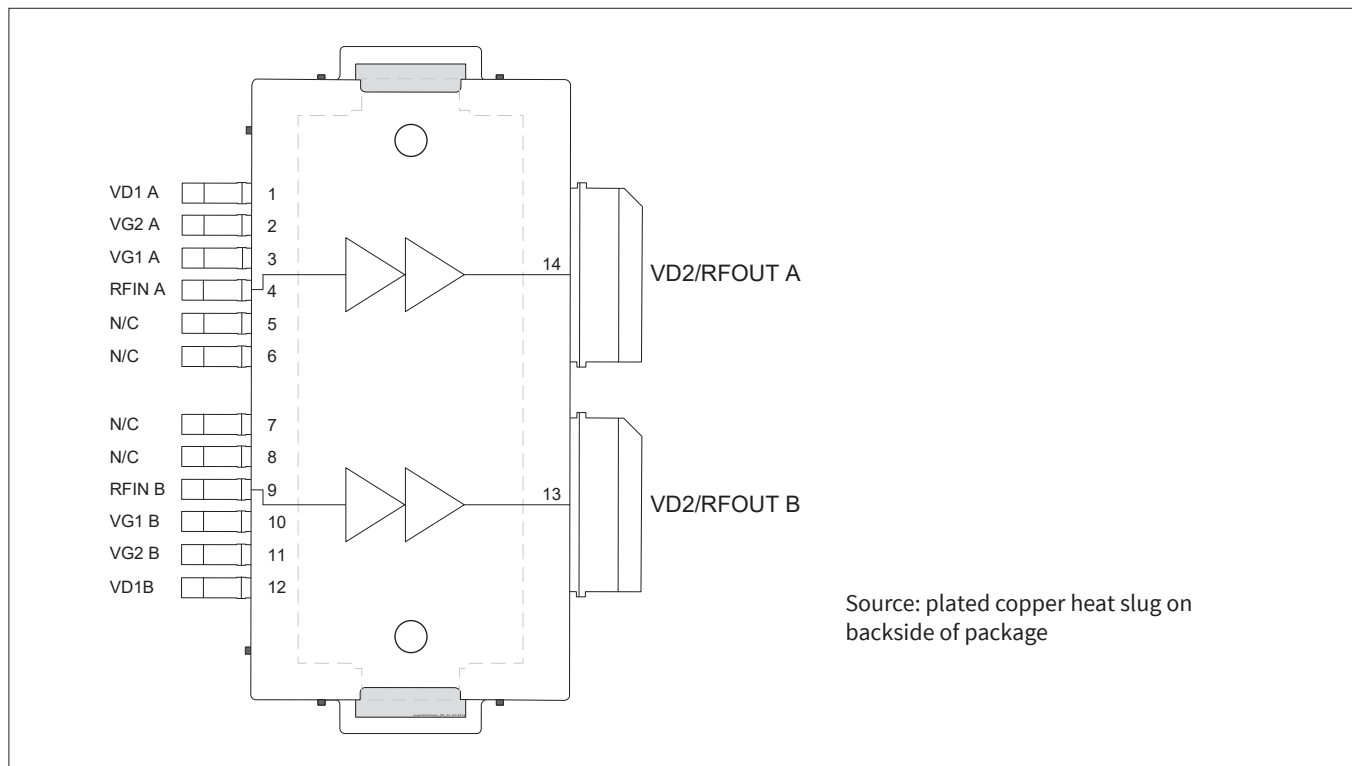 VD1 A 1
VG2 A 2
VG1 A 3
RFIN A 4
N/C 5
N/C 6
14 VD2/RFOUT A
N/C 7
N/C 8
RFIN B 9
VG1 B 10
VG2 B 11
VD1B 12
13 VD2/RFOUT B
Source: plated copper heat slug on
backside of package